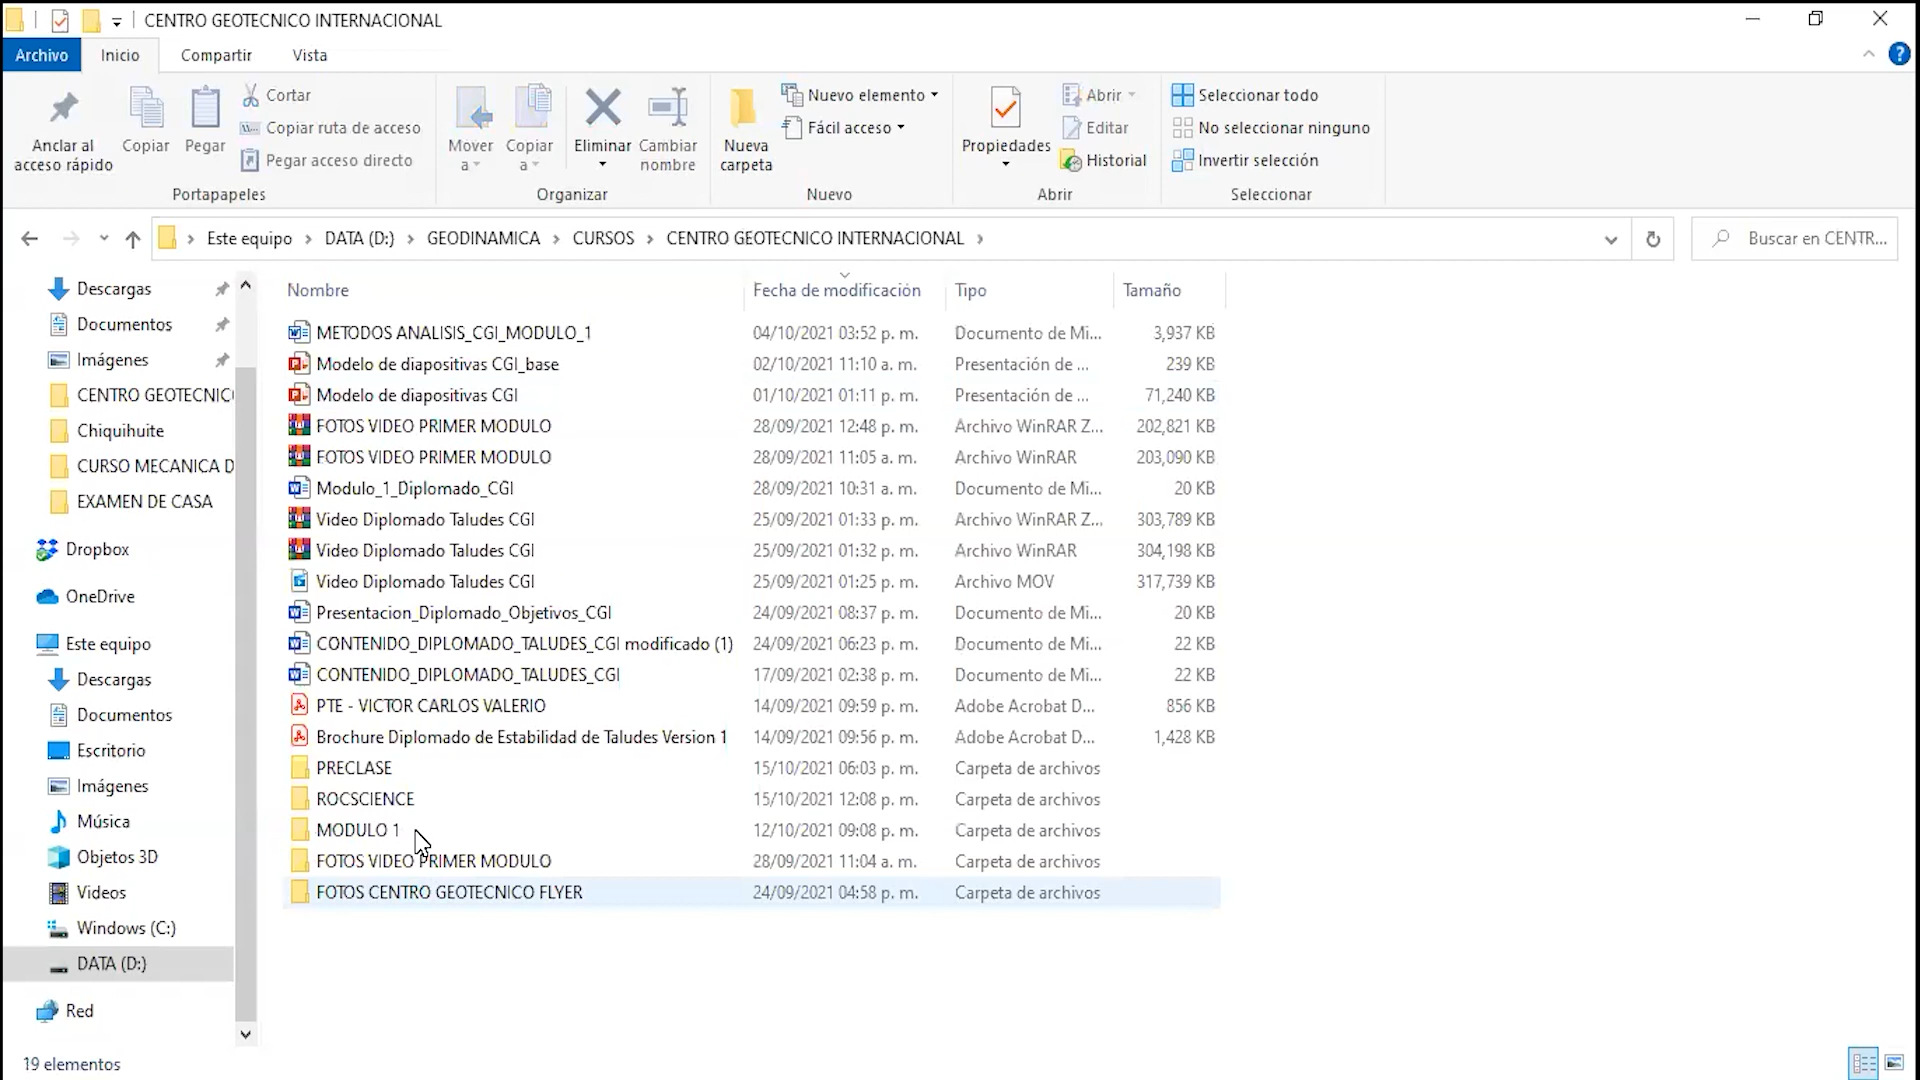 CENTRO GEOTECNICO INTERNACIONAL
Archivo Inicio Compartir Vista
Anclar al acceso rápido
Copiar
Pegar
Cortar
Copiar ruta de acceso
Pegar acceso directo
Portapapeles
Mover a
Copiar a
Eliminar
Cambiar nombre
Organizar
Nueva carpeta
Nuevo elemento
Fácil acceso
Nuevo
Propiedades
Abrir
Editar
Historial
Abrir
Seleccionar todo
No seleccionar ninguno
Invertir selección
Seleccionar
Este equipo › DATA (D:) › GEODINAMICA › CURSOS › CENTRO GEOTECNICO INTERNACIONAL ›
Buscar en CENTR...
Descargas
Documentos
Imágenes
CENTRO GEOTECNIC
Chiquihuite
CURSO MECANICA D
EXAMEN DE CASA
Dropbox
OneDrive
Este equipo
Descargas
Documentos
Escritorio
Imágenes
Música
Objetos 3D
Videos
Windows (C:)
DATA (D:)
Red
Nombre Fecha de modificación Tipo Tamaño
METODOS ANALISIS_CGI_MODULO_1 04/10/2021 03:52 p. m. Documento de Mi... 3,937 KB
Modelo de diapositivas CGI_base 02/10/2021 11:10 a. m. Presentación de ... 239 KB
Modelo de diapositivas CGI 01/10/2021 01:11 p. m. Presentación de ... 71,240 KB
FOTOS VIDEO PRIMER MODULO 28/09/2021 12:48 p. m. Archivo WinRAR Z... 202,821 KB
FOTOS VIDEO PRIMER MODULO 28/09/2021 11:05 a. m. Archivo WinRAR 203,090 KB
Modulo_1_Diplomado_CGI 28/09/2021 10:31 a. m. Documento de Mi... 20 KB
Video Diplomado Taludes CGI 25/09/2021 01:33 p. m. Archivo WinRAR Z... 303,789 KB
Video Diplomado Taludes CGI 25/09/2021 01:32 p. m. Archivo WinRAR 304,198 KB
Video Diplomado Taludes CGI 25/09/2021 01:25 p. m. Archivo MOV 317,739 KB
Presentacion_Diplomado_Objetivos_CGI 24/09/2021 08:37 p. m. Documento de Mi... 20 KB
CONTENIDO_DIPLOMADO_TALUDES_CGI modificado (1) 24/09/2021 06:23 p. m. Documento de Mi... 22 KB
CONTENIDO_DIPLOMADO_TALUDES_CGI 17/09/2021 02:38 p. m. Documento de Mi... 22 KB
PTE - VICTOR CARLOS VALERIO 14/09/2021 09:59 p. m. Adobe Acrobat D... 856 KB
Brochure Diplomado de Estabilidad de Taludes Version 1 14/09/2021 09:56 p. m. Adobe Acrobat D... 1,428 KB
PRECLASE 15/10/2021 06:03 p. m. Carpeta de archivos
ROCSCIENCE 15/10/2021 12:08 p. m. Carpeta de archivos
MODULO 1 12/10/2021 09:08 p. m. Carpeta de archivos
FOTOS VIDEO PRIMER MODULO 28/09/2021 11:04 a. m. Carpeta de archivos
FOTOS CENTRO GEOTECNICO FLYER 24/09/2021 04:58 p. m. Carpeta de archivos
19 elementos